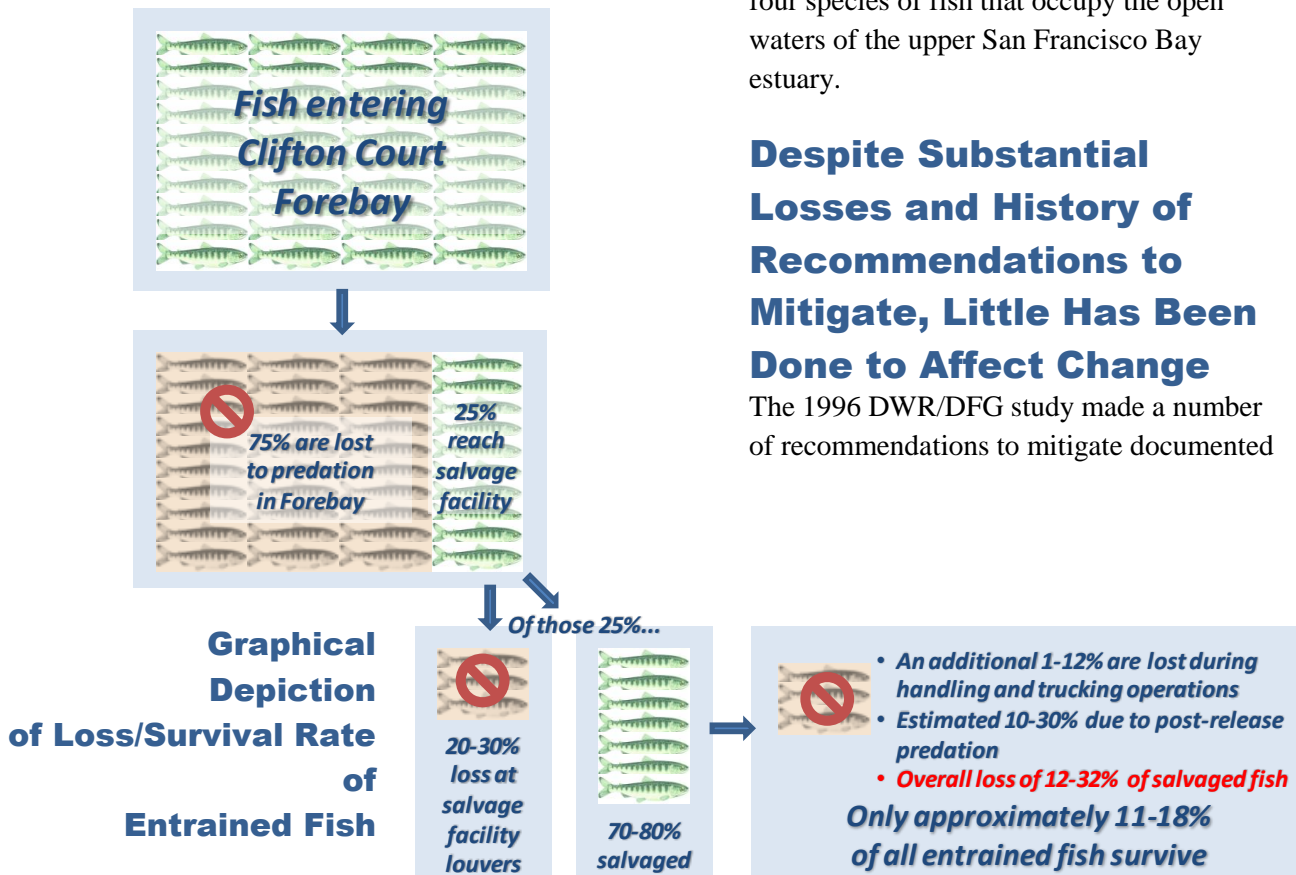 four species of fish that occupy the open
waters of the upper San Francisco Bay
estuary.
Despite Substantial
Losses and History of
Recommendations to
Mitigate, Little Has Been
Done to Affect Change
The 1996 DWR/DFG study made a number
of recommendations to mitigate documented
Fish entering
Clifton Court
Forebay
75% are lost
to predation
in Forebay
25%
reach
salvage
facility
Graphical
Depiction
of Loss/Survival Rate
of
Entrained Fish
Of those 25%...
20-30%
loss at
salvage
facility
louvers
70-80%
salvaged
• An additional 1-12% are lost during
handling and trucking operations
• Estimated 10-30% due to post-release
predation
• Overall loss of 12-32% of salvaged fish
Only approximately 11-18%
of all entrained fish survive